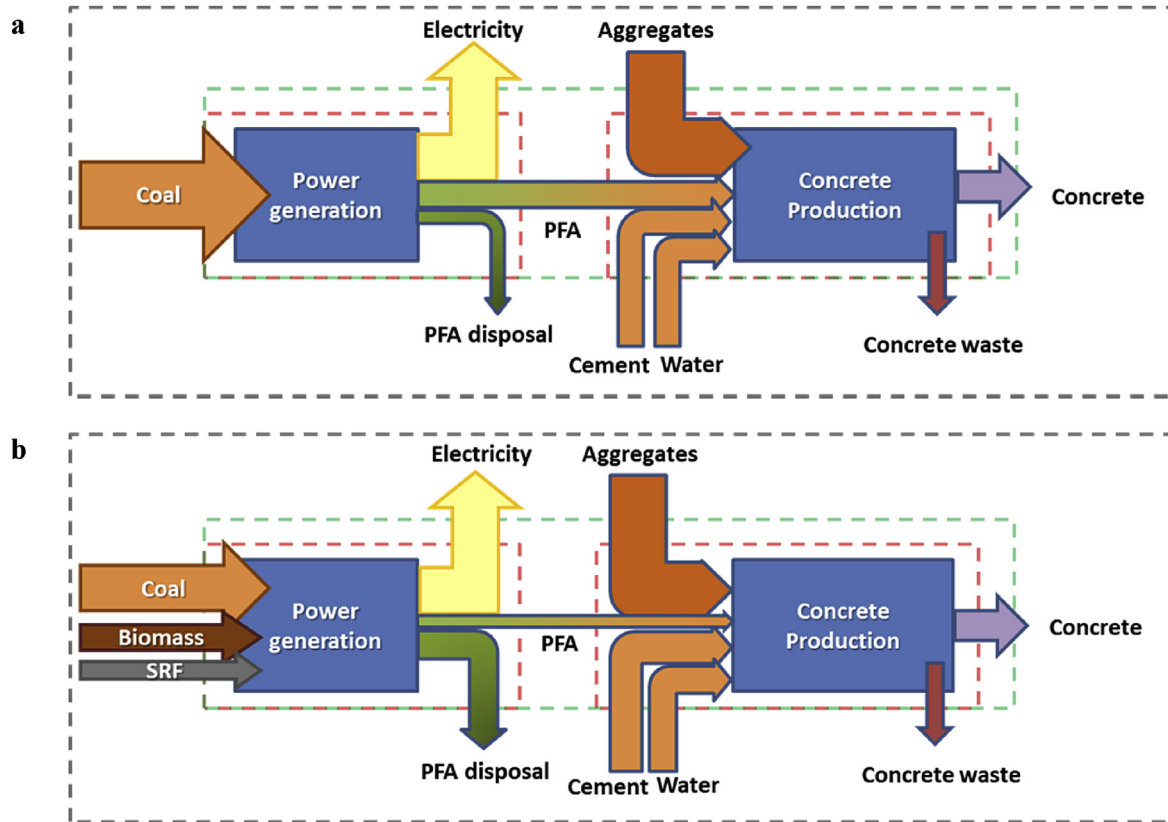 a
Electricity
Aggregates
Coal
Power
generation
Concrete
Production
Concrete
PFA
PFA disposal
Cement
Water
Concrete waste
b
Electricity
Aggregates
Coal
Biomass
SRF
Power
generation
Concrete
Production
Concrete
PFA
PFA disposal
Cement
Water
Concrete waste